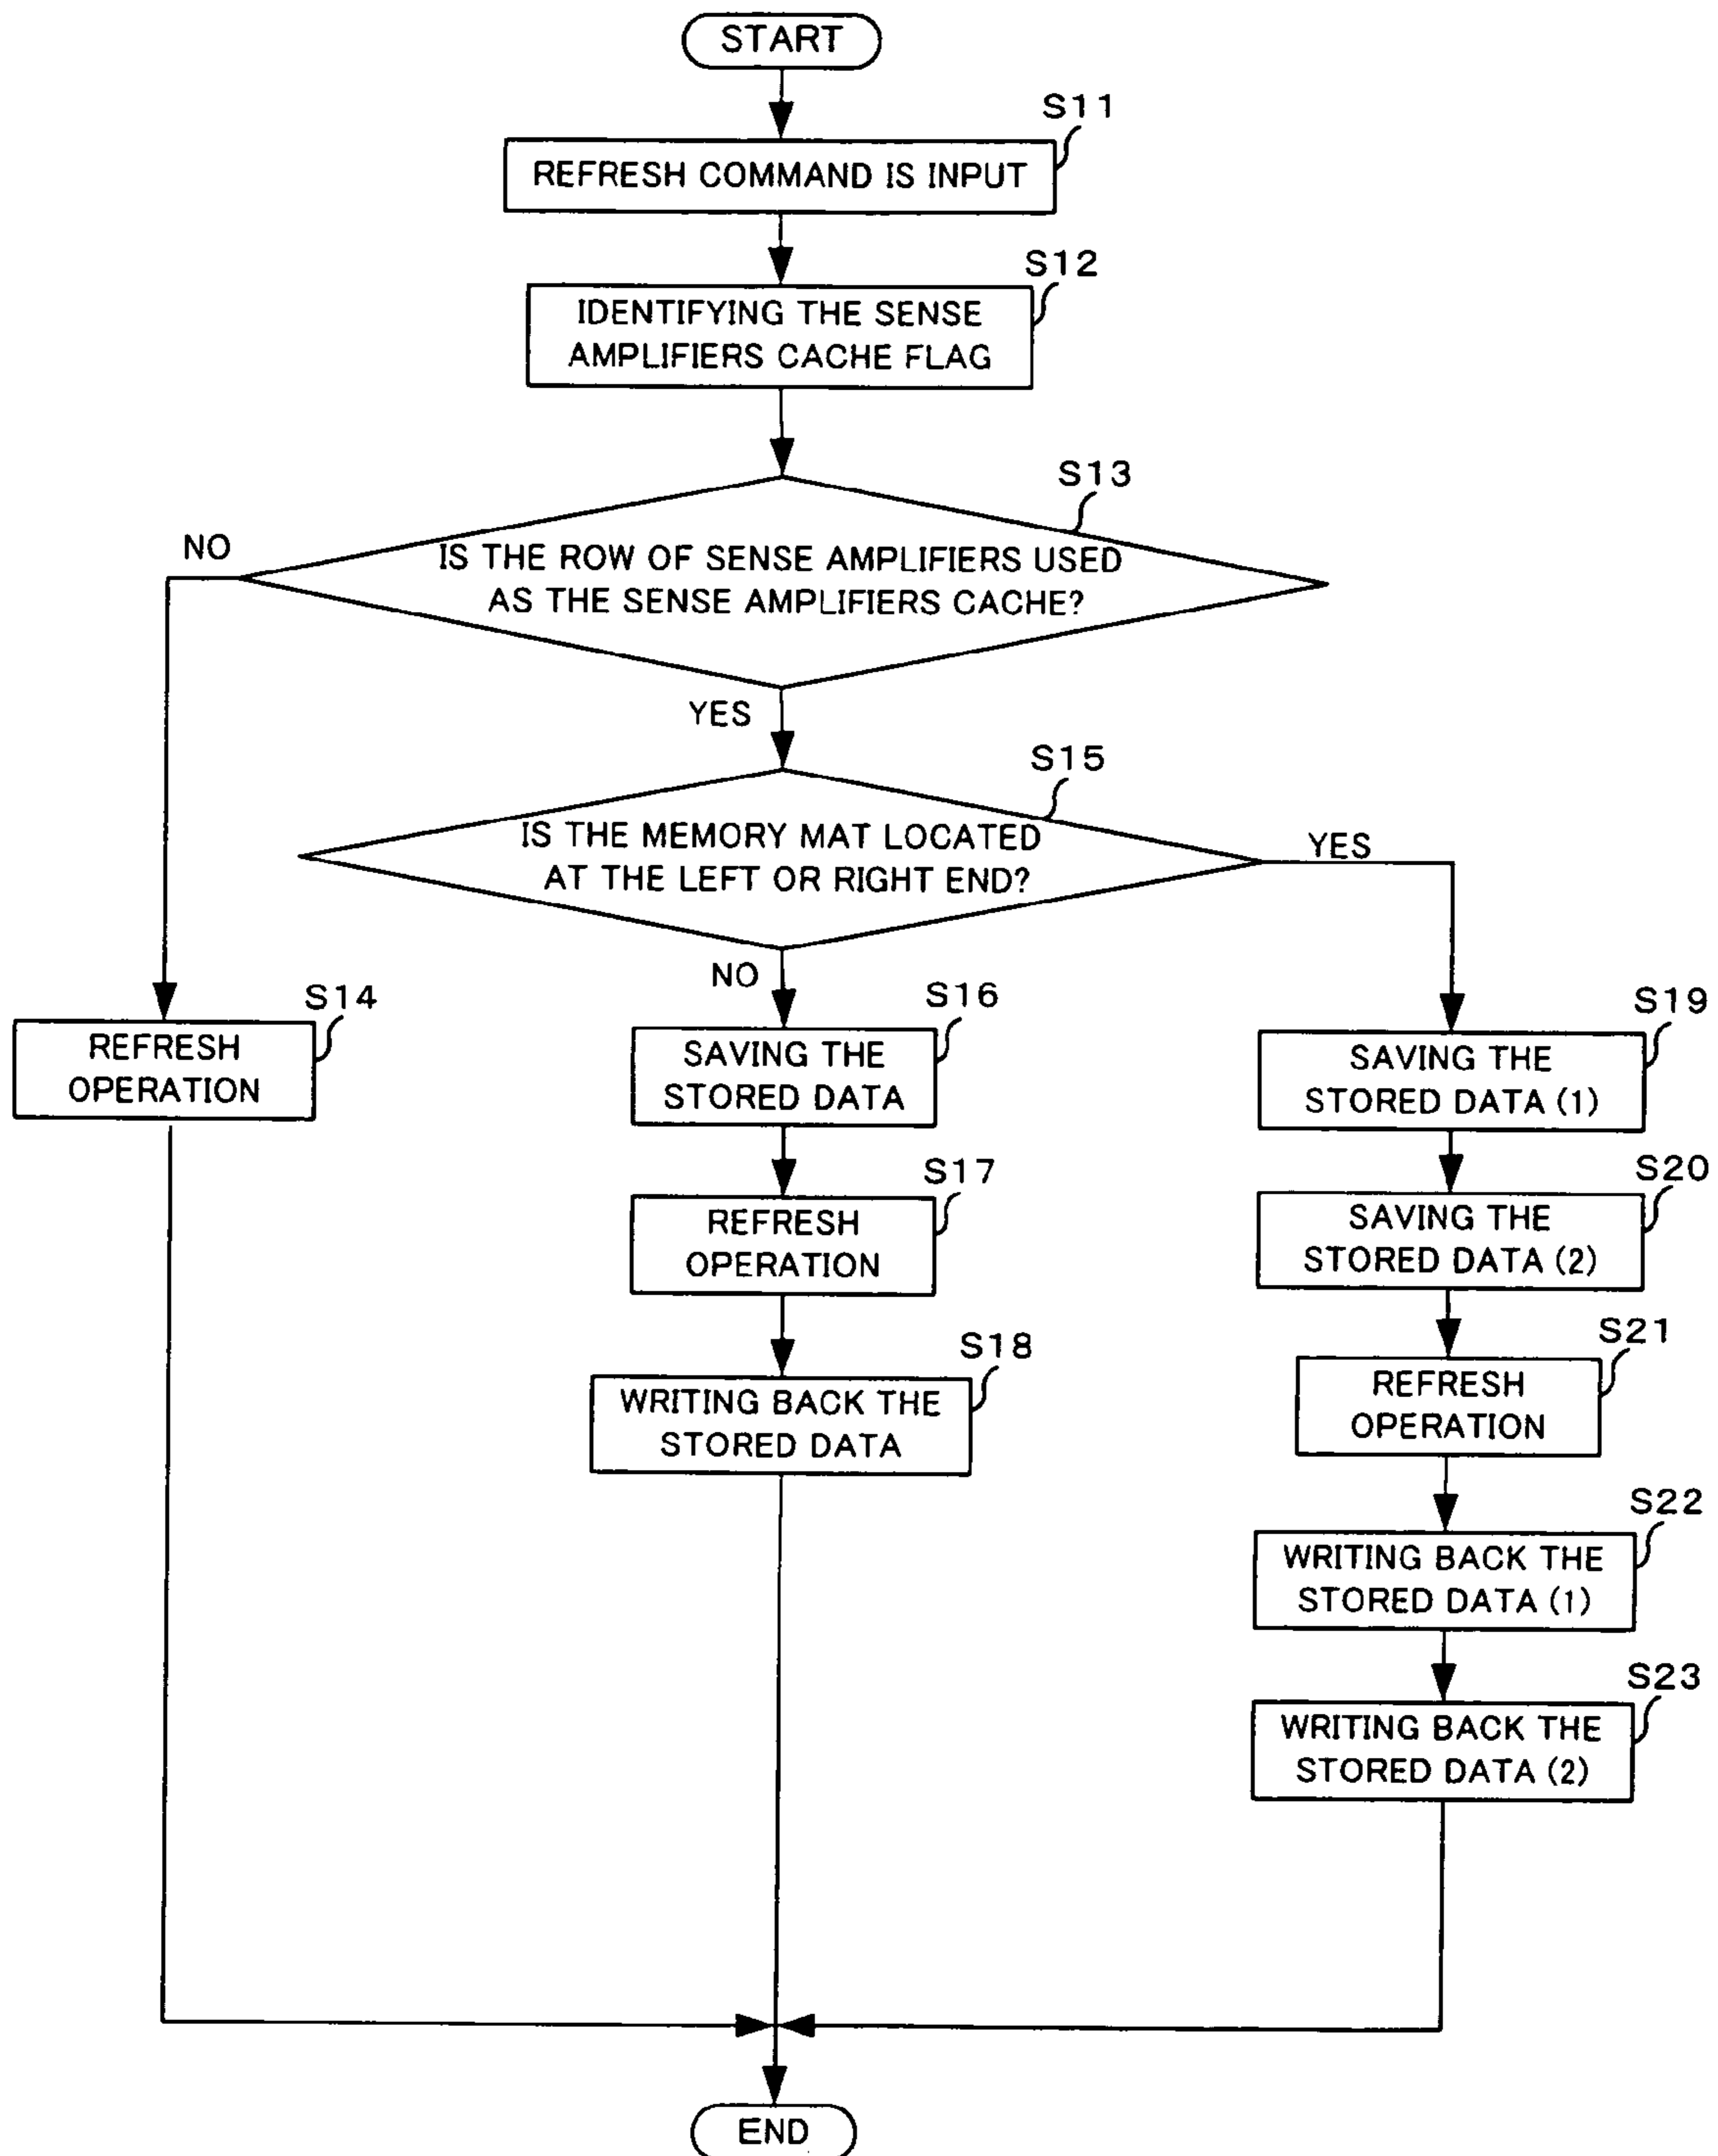 START
S11
REFRESH COMMAND IS INPUT
S12
IDENTIFYING THE SENSE
AMPLIFIERS CACHE FLAG
S13
NO
IS THE ROW OF SENSE AMPLIFIERS USED
AS THE SENSE AMPLIFIERS CACHE?
YES
S15
IS THE MEMORY MAT LOCATED
AT THE LEFT OR RIGHT END?
YES
NO
S14
REFRESH
OPERATION
S16
SAVING THE
STORED DATA
S17
REFRESH
OPERATION
S18
WRITING BACK THE
STORED DATA
S19
SAVING THE
STORED DATA (1)
S20
SAVING THE
STORED DATA (2)
S21
REFRESH
OPERATION
S22
WRITING BACK THE
STORED DATA (1)
S23
WRITING BACK THE
STORED DATA (2)
END